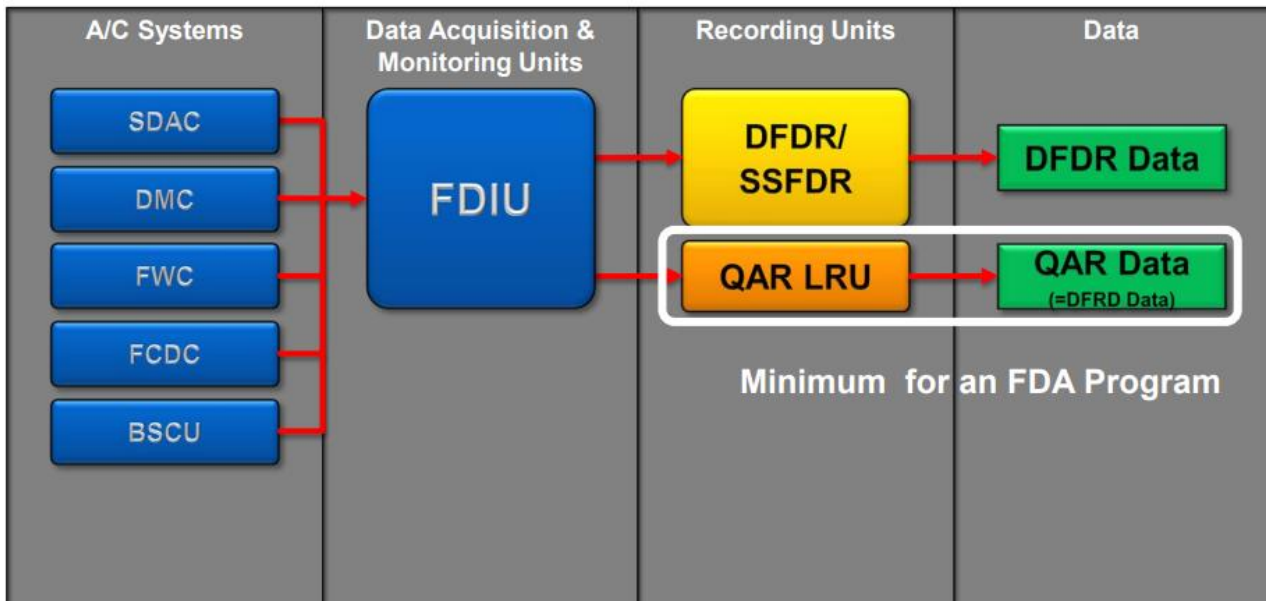 A/C Systems
Data Acquisition &
Monitoring Units
Recording Units
Data
SDAC
DMC
FWC
FCDC
BSCU
FDIU
DFDR/
SSFDR
QAR LRU
DFDR Data
QAR Data
(=DFRD Data)
Minimum for an FDA Program